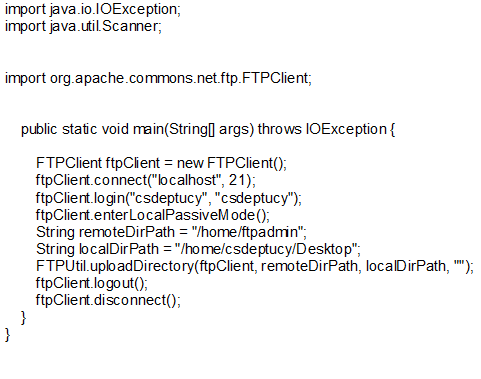 import java.io.IOException;
import java.util.Scanner;
import org.apache.commons.net.ftp.FTPClient;
public static void main(String[] args) throws IOException {
FTPClient ftpClient = new FTPClient();
ftpClient.connect("localhost", 21);
ftpClient.login("csdeptucy", "csdeptucy");
ftpClient.enterLocalPassiveMode();
String remoteDirPath = "/home/ftpadmin";
String localDirPath = "/home/csdeptucy/Desktop";
FTPUtil.uploadDirectory(ftpClient, remoteDirPath, localDirPath, "");
ftpClient.logout();
ftpClient.disconnect();
}
}